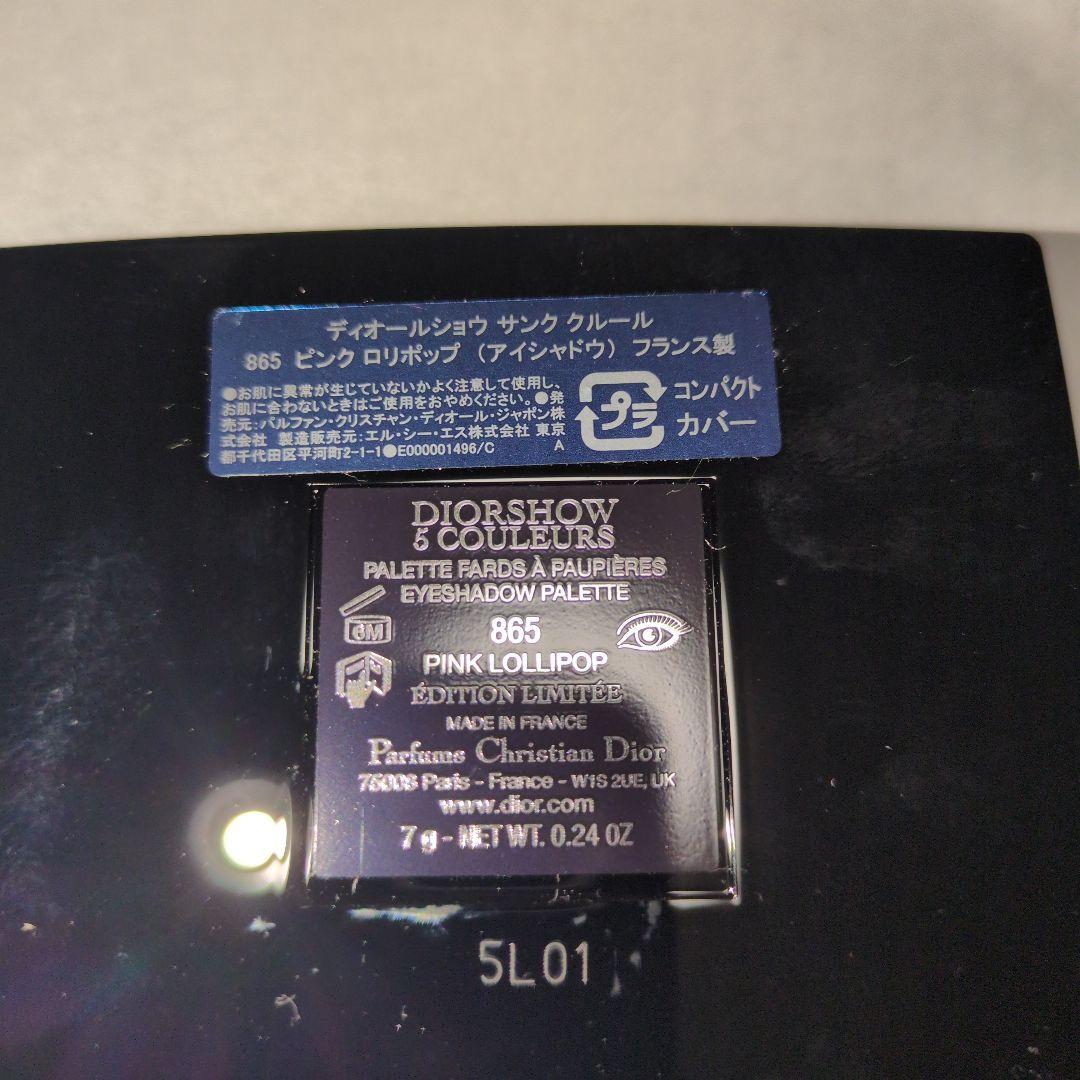 ディオールショウ サンク クルール
865 ピンク ロリポップ （アイシャドウ） フランス製
●お肌に異常が生じていないかよく注意して使用し、
お肌に合わないときはご使用をおやめください。●発
売元：パルファン・クリスチャン・ディオール・ジャポン株
式会社 製造販売元：エル・シー・エス株式会社 東京
都千代田区平河町2-1-1●E000001496/C
A
プラ
コンパクト
カバー
DIORSHOW
5 COULEURS
PALETTE FARDS À PAUPIÈRES
EYESHADOW PALETTE
6M
865
PINK LOLLIPOP
ÉDITION LIMITÉE
MADE IN FRANCE
Parfums Christian Dior
75008 Paris - France - W1S 2UE, UK
www.dior.com
7 g - NET WT. 0.24 OZ
5L01